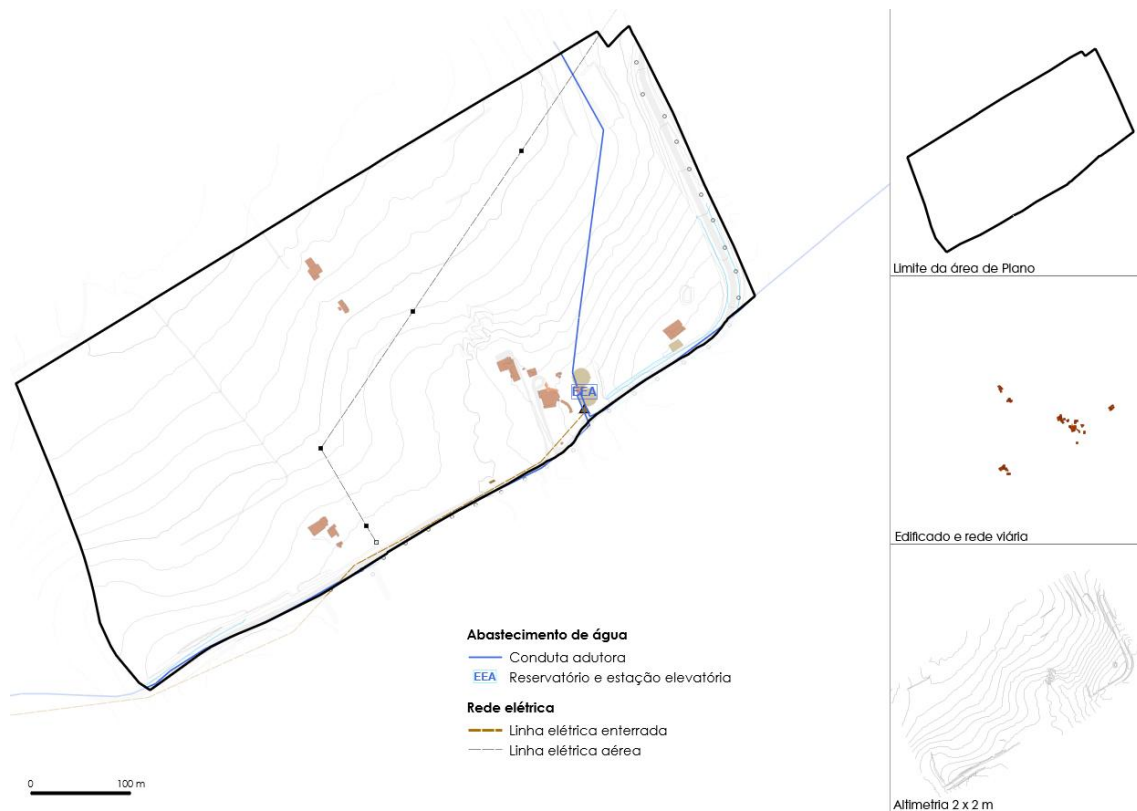 EEA
Abastecimento de água
Conduta adutora
EEA Reservatório e estação elevatória
Rede elétrica
Linha elétrica enterrada
Linha elétrica aérea
0 100 m
Limite da área de Plano
Edificado e rede viária
Altimetria 2 x 2 m